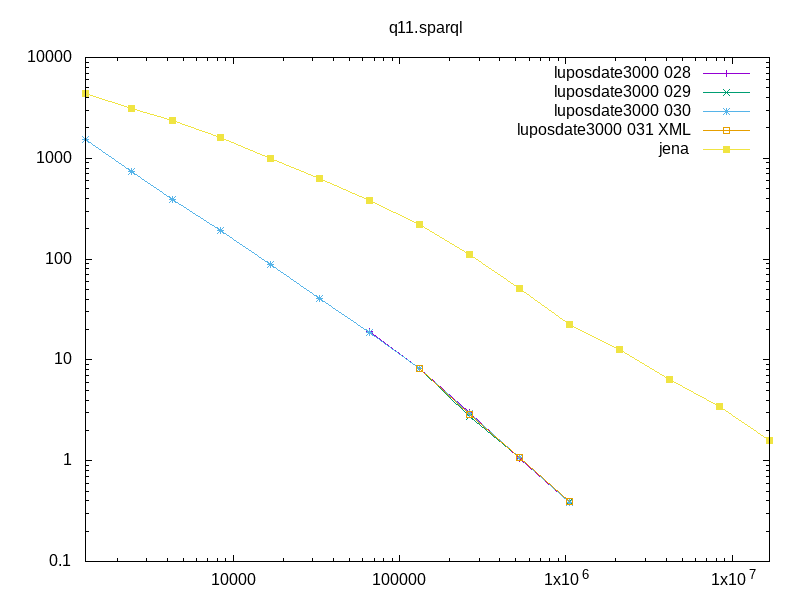 q11.sparql
10000
1000
100
10
1
0.1
luposdate3000 028
luposdate3000 029
luposdate3000 030
luposdate3000 031 XML
jena
10000 100000 1x10^6 1x10^7